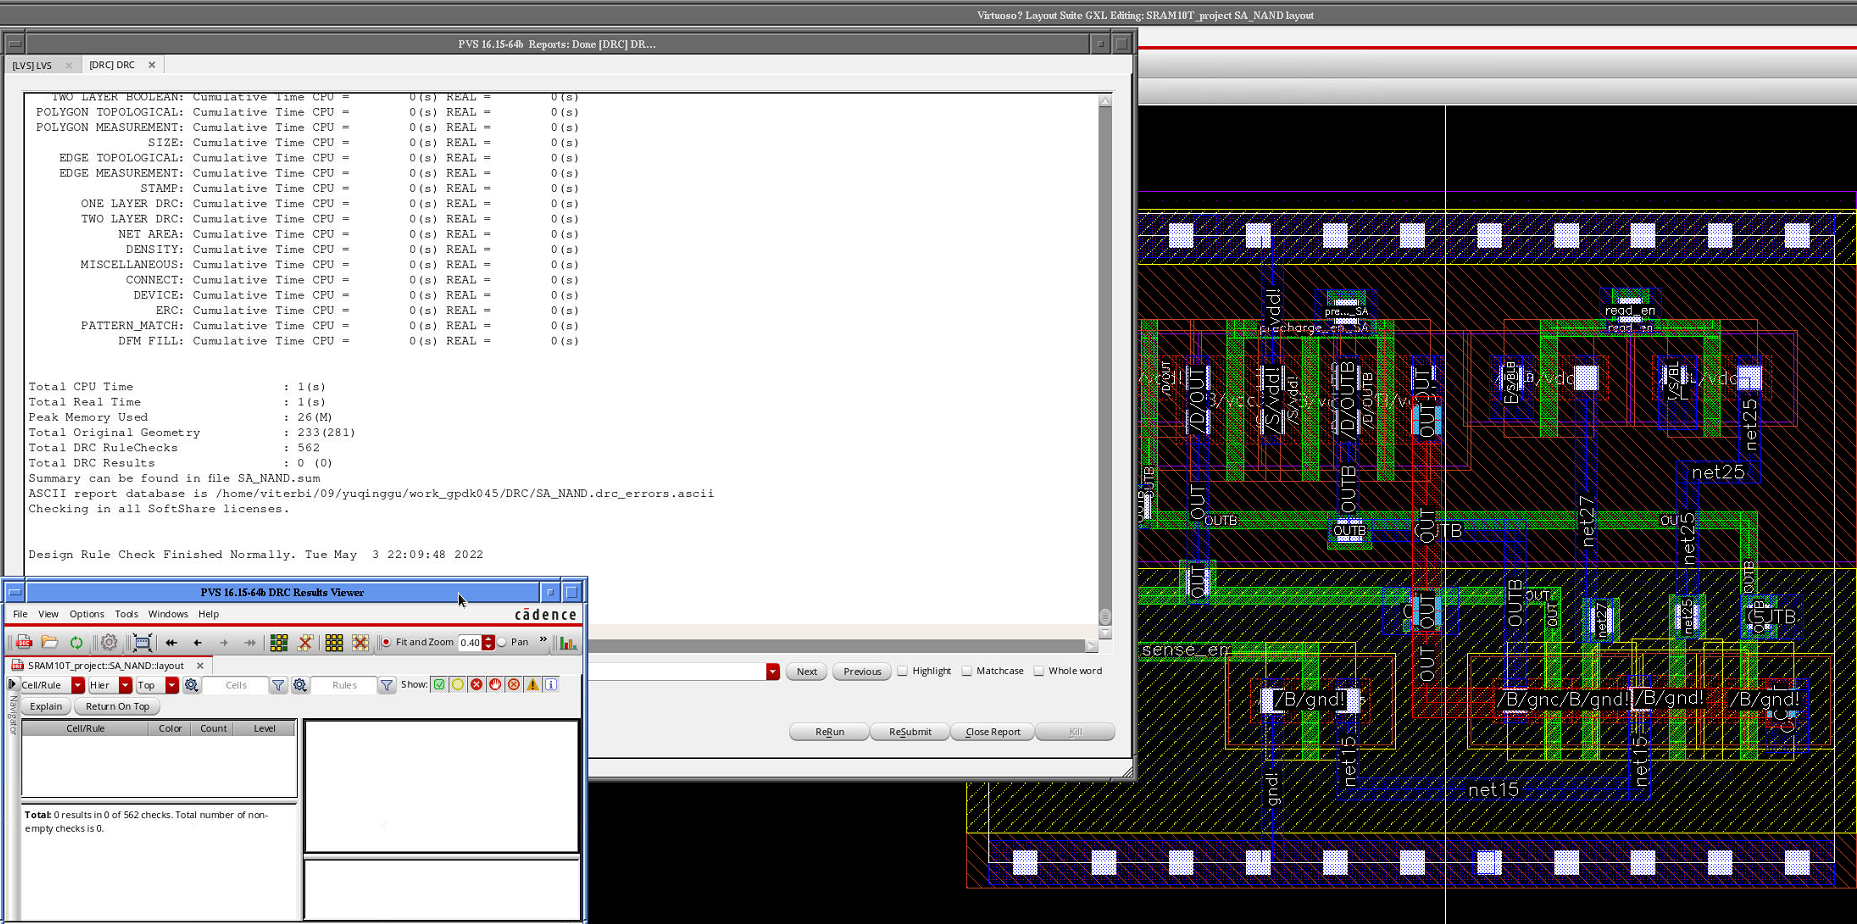 Virtuoso? Layout Suite GXL Editing: SRAM10T_project SA_NAND layout
PVS 16.15-64b Reports: Done [DRC] DR...
[LVS] LVS
[DRC] DRC
TWO LAYER BOOLEAN: Cumulative Time CPU = 0(s) REAL = 0(s)
POLYGON TOPOLOGICAL: Cumulative Time CPU = 0(s) REAL = 0(s)
POLYGON MEASUREMENT: Cumulative Time CPU = 0(s) REAL = 0(s)
SIZE: Cumulative Time CPU = 0(s) REAL = 0(s)
EDGE TOPOLOGICAL: Cumulative Time CPU = 0(s) REAL = 0(s)
EDGE MEASUREMENT: Cumulative Time CPU = 0(s) REAL = 0(s)
STAMP: Cumulative Time CPU = 0(s) REAL = 0(s)
ONE LAYER DRC: Cumulative Time CPU = 0(s) REAL = 0(s)
TWO LAYER DRC: Cumulative Time CPU = 0(s) REAL = 0(s)
NET AREA: Cumulative Time CPU = 0(s) REAL = 0(s)
DENSITY: Cumulative Time CPU = 0(s) REAL = 0(s)
MISCELLANEOUS: Cumulative Time CPU = 0(s) REAL = 0(s)
CONNECT: Cumulative Time CPU = 0(s) REAL = 0(s)
DEVICE: Cumulative Time CPU = 0(s) REAL = 0(s)
ERC: Cumulative Time CPU = 0(s) REAL = 0(s)
PATTERN_MATCH: Cumulative Time CPU = 0(s) REAL = 0(s)
DFM FILL: Cumulative Time CPU = 0(s) REAL = 0(s)
Total CPU Time : 1(s)
Total Real Time : 1(s)
Peak Memory Used : 26(M)
Total Original Geometry : 233(281)
Total DRC RuleChecks : 562
Total DRC Results : 0 (0)
Summary can be found in file SA_NAND.sum
ASCII report database is /home/viterbi/09/yuqinggu/work_gpdk045/DRC/SA_NAND.drc_errors.ascii
Checking in all SoftShare licenses.
Design Rule Check Finished Normally. Tue May 3 22:09:48 2022
Next
Previous
Highlight
Matchcase
Whole word
ReRun
ReSubmit
Close Report
Kill
PVS 16.15-64b DRC Results Viewer
File View Options Tools Windows Help
cādence
Fit and Zoom 0.40 Pan »
SRAM10T_project::SA_NAND::layout
Cell/Rule Hier Top Cells Rules Show:
Navigator
Explain
Return On Top
Cell/Rule Color Count Level
Total: 0 results in 0 of 562 checks. Total number of non-
empty checks is 0.
read_en
read_en
/vdd!
/D/OUT
/S/vdd!
/S/vdd!
/D/OUTB
/D/OUTB
OUT
net25
net25
OUT
OUTB
net27
net25
OUTB
OUTB
OUT
OUT
OUT
OUTB
OUT
OUT
net27
net25
OUTB
sense_en
OUT
/B/gnd!
/B/gnd!
/B/gnd!
/B/gnd!
net15
net15
gnd!
net15